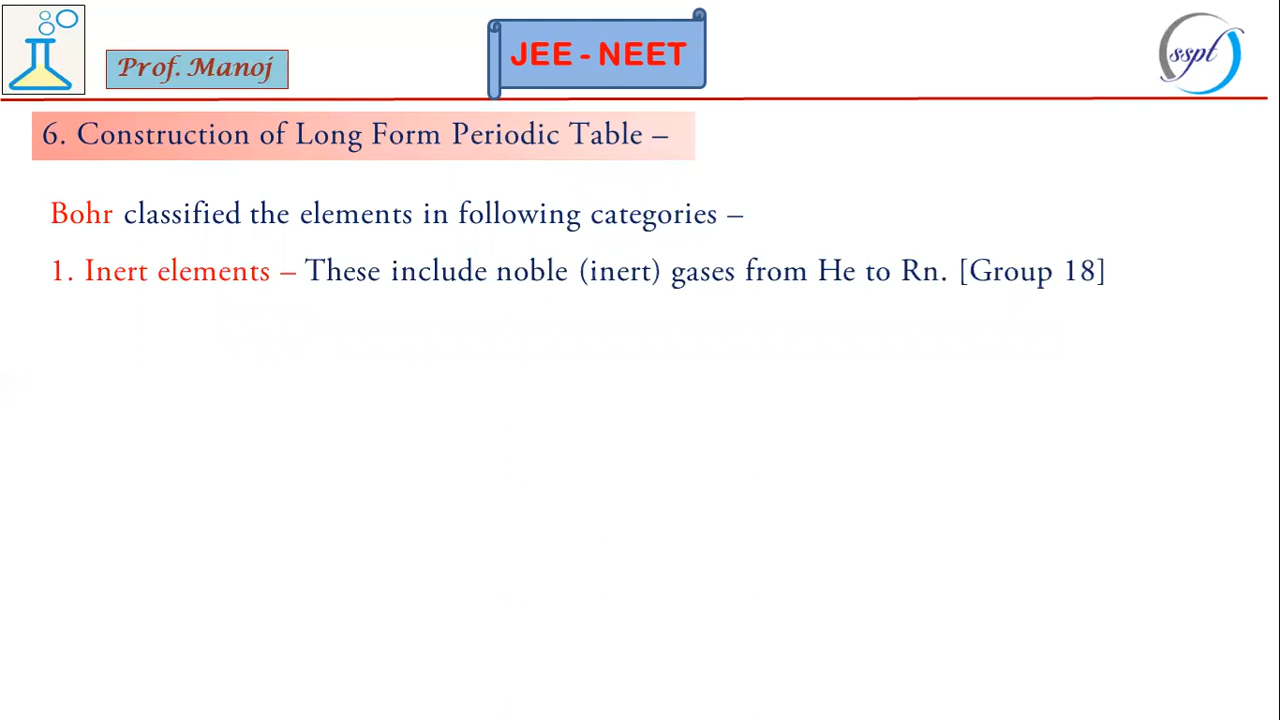 Prof. Manoj
JEE - NEET
sspt
6. Construction of Long Form Periodic Table –
Bohr classified the elements in following categories –
1. Inert elements – These include noble (inert) gases from He to Rn. [Group 18]